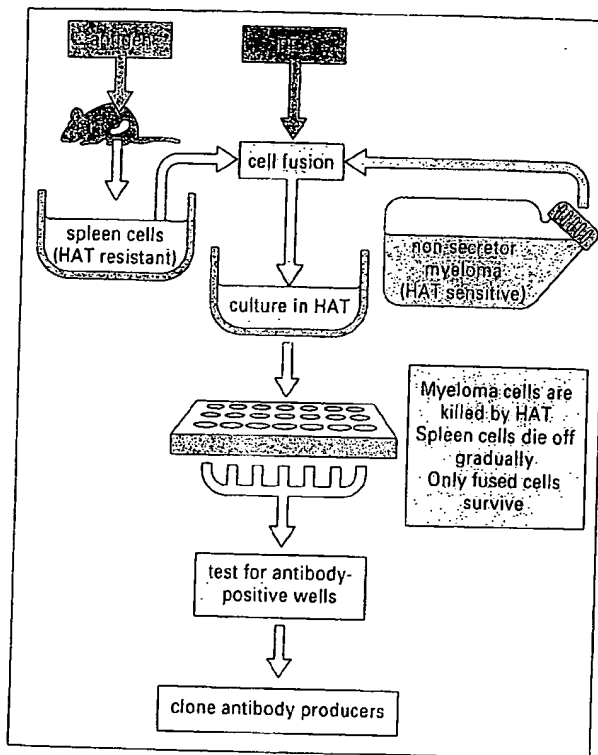 antigen
cell fusion
spleen cells
(HAT resistant)
non secretor
myeloma
(HAT sensitive)
culture in HAT
Myeloma cells are
killed by HAT
Spleen cells die off
gradually
Only fused cells
survive
test for antibody-
positive wells
clone antibody producers